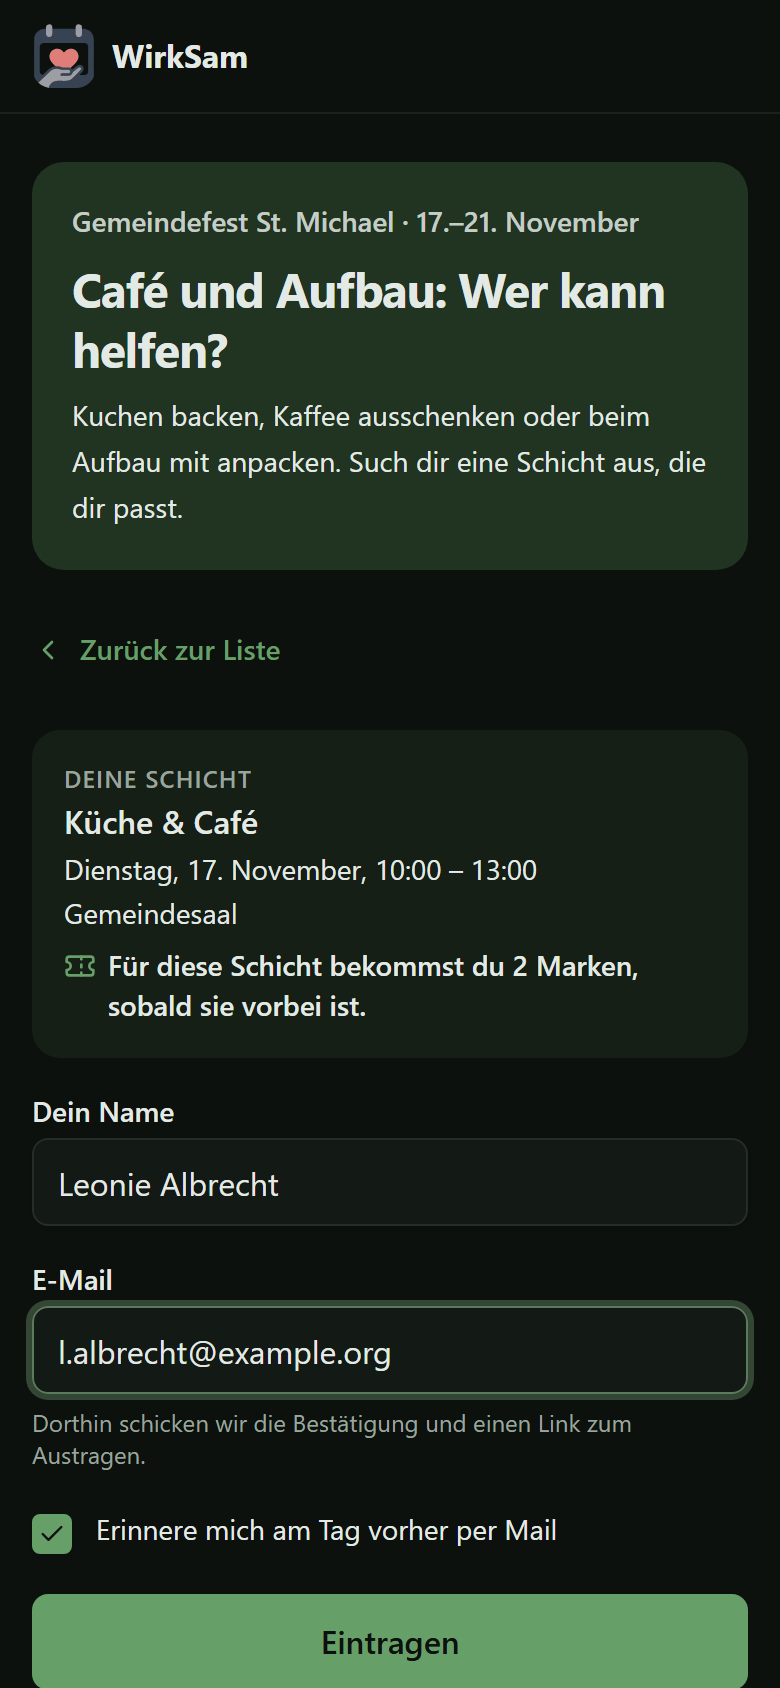 WirkSam
Gemeindefest St. Michael · 17.–21. November
Café und Aufbau: Wer kann
helfen?
Kuchen backen, Kaffee ausschenken oder beim
Aufbau mit anpacken. Such dir eine Schicht aus, die
dir passt.
Zurück zur Liste
DEINE SCHICHT
Küche & Café
Dienstag, 17. November, 10:00 – 13:00
Gemeindesaal
Für diese Schicht bekommst du 2 Marken,
sobald sie vorbei ist.
Dein Name
Leonie Albrecht
E-Mail
l.albrecht@example.org
Dorthin schicken wir die Bestätigung und einen Link zum
Austragen.
Erinnere mich am Tag vorher per Mail
Eintragen